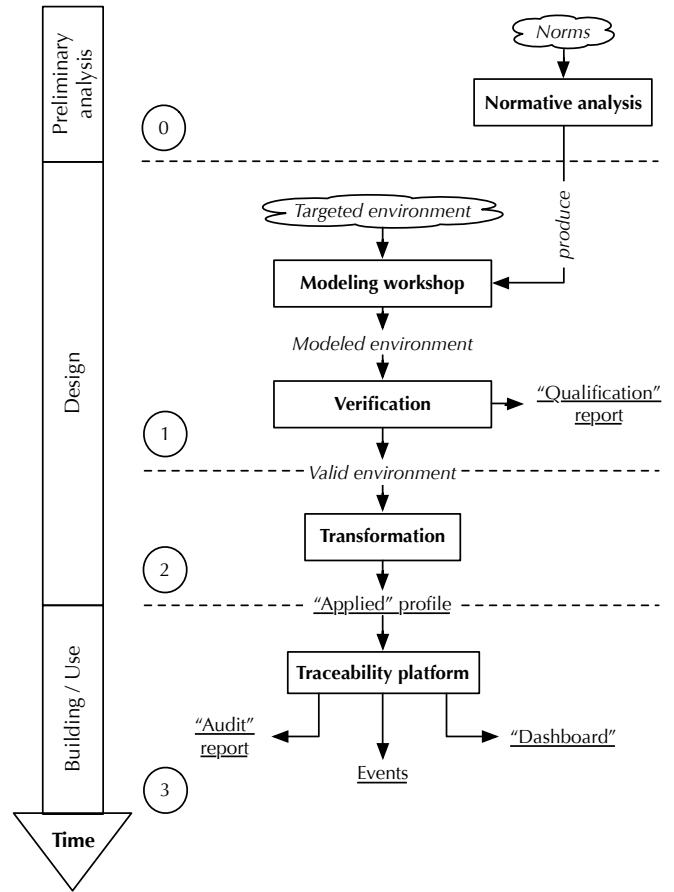 Preliminary
analysis
Norms
Normative analysis
0
produce
Targeted environment
Modeling workshop
Modeled environment
Design
Verification
“Qualification”
report
1
Valid environment
Transformation
2
“Applied” profile
Building / Use
Traceability platform
“Audit”
report
“Dashboard”
Events
3
Time